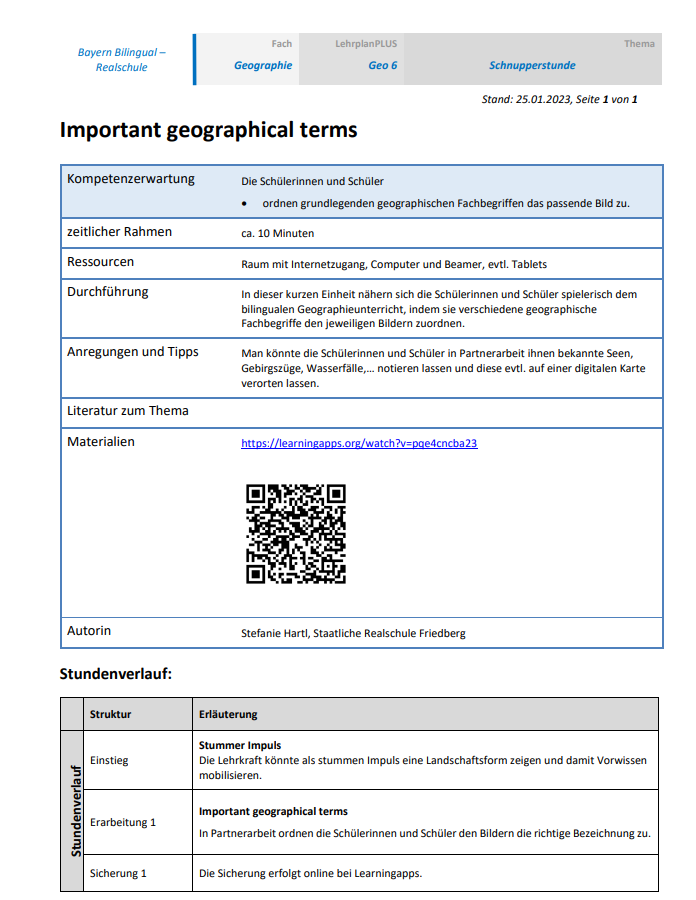 Bayern Bilingual –
Realschule
Fach
Geographie
LehrplanPLUS
Geo 6
Thema
Schnupperstunde
Stand: 25.01.2023, Seite 1 von 1
Important geographical terms
Kompetenzerwartung
Die Schülerinnen und Schüler
• ordnen grundlegenden geographischen Fachbegriffen das passende Bild zu.
zeitlicher Rahmen
ca. 10 Minuten
Ressourcen
Raum mit Internetzugang, Computer und Beamer, evtl. Tablets
Durchführung
In dieser kurzen Einheit nähern sich die Schülerinnen und Schüler spielerisch dem
bilingualen Geographieunterricht, indem sie verschiedene geographische
Fachbegriffe den jeweiligen Bildern zuordnen.
Anregungen und Tipps
Man könnte die Schülerinnen und Schüler in Partnerarbeit ihnen bekannte Seen,
Gebirgszüge, Wasserfälle,… notieren lassen und diese evtl. auf einer digitalen Karte
verorten lassen.
Literatur zum Thema
Materialien
https://learningapps.org/watch?v=pqe4cncba23
Autorin
Stefanie Hartl, Staatliche Realschule Friedberg
Stundenverlauf:
Struktur
Erläuterung
Stundenverlauf
Einstieg
Stummer Impuls
Die Lehrkraft könnte als stummen Impuls eine Landschaftsform zeigen und damit Vorwissen
mobilisieren.
Erarbeitung 1
Important geographical terms
In Partnerarbeit ordnen die Schülerinnen und Schüler den Bildern die richtige Bezeichnung zu.
Sicherung 1
Die Sicherung erfolgt online bei Learningapps.